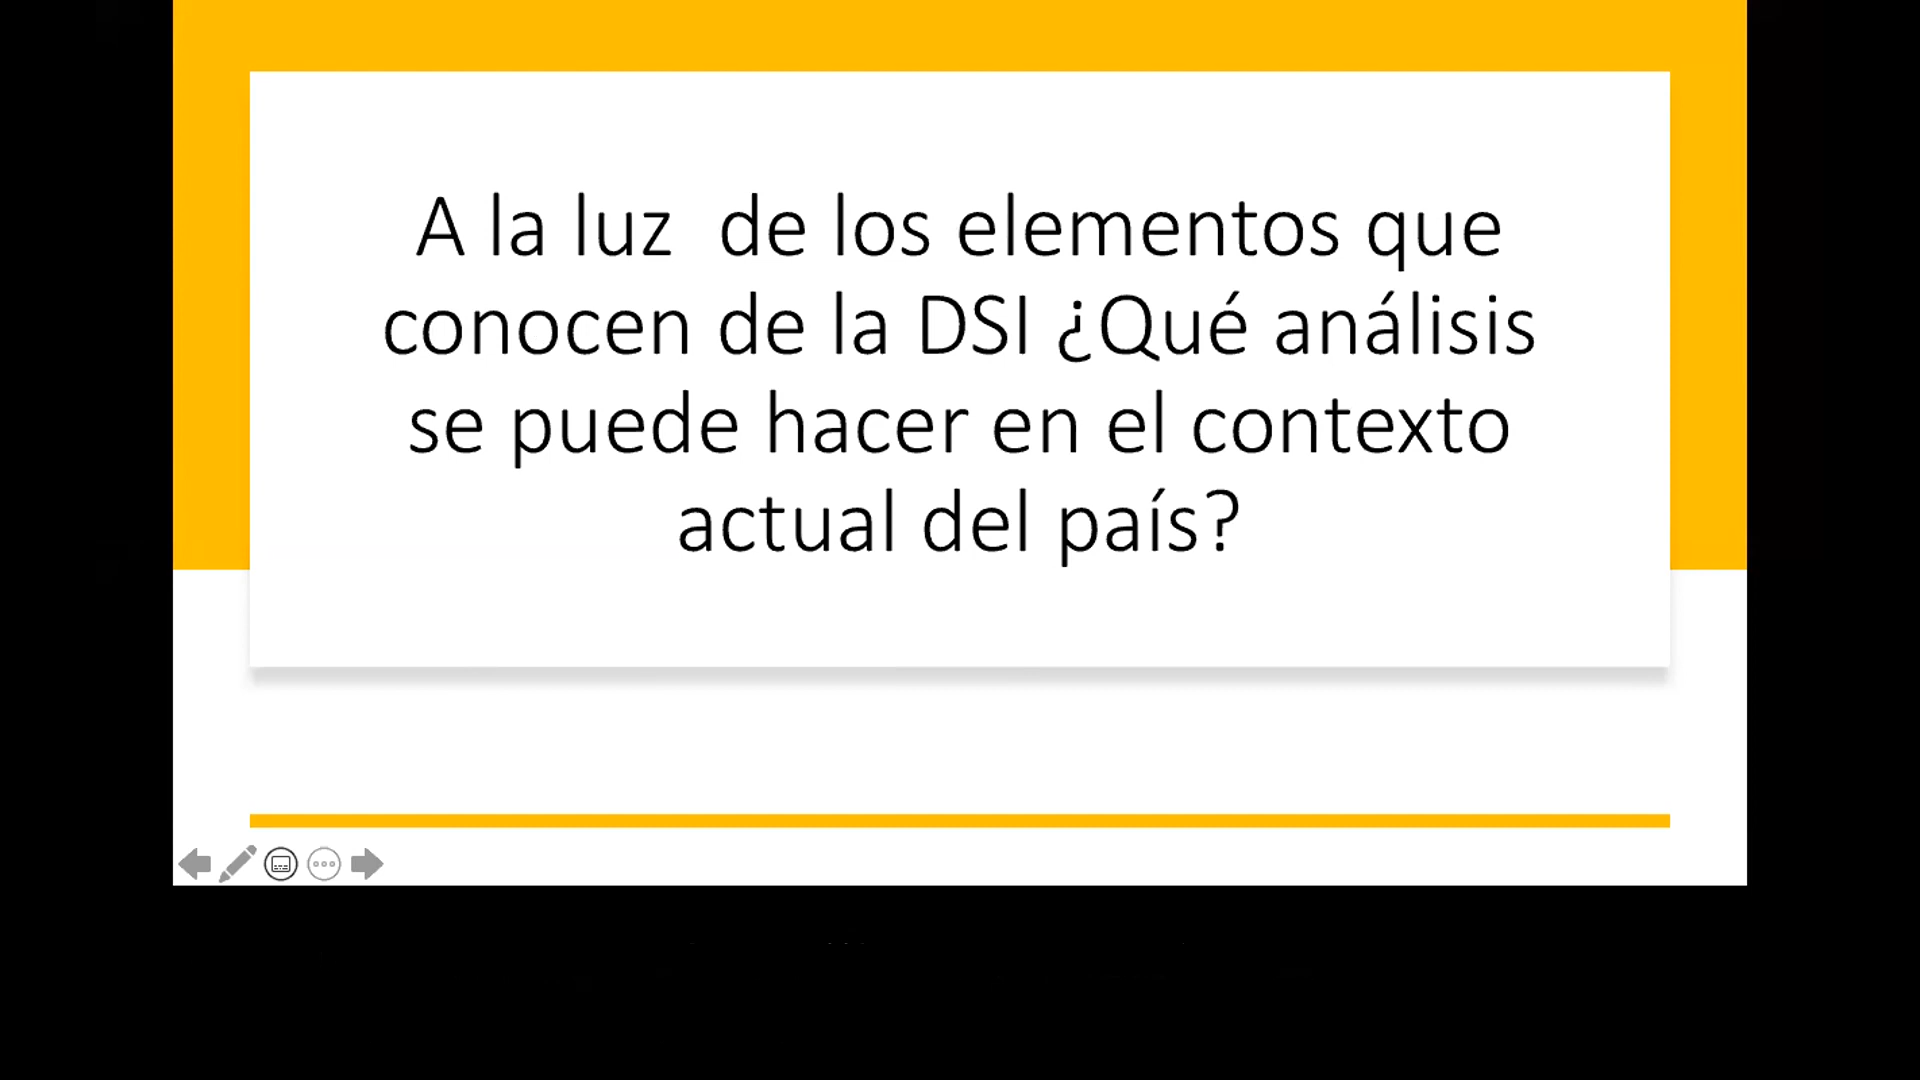 A la luz  de los elementos que
conocen de la DSI ¿Qué análisis
se puede hacer en el contexto
actual del país?